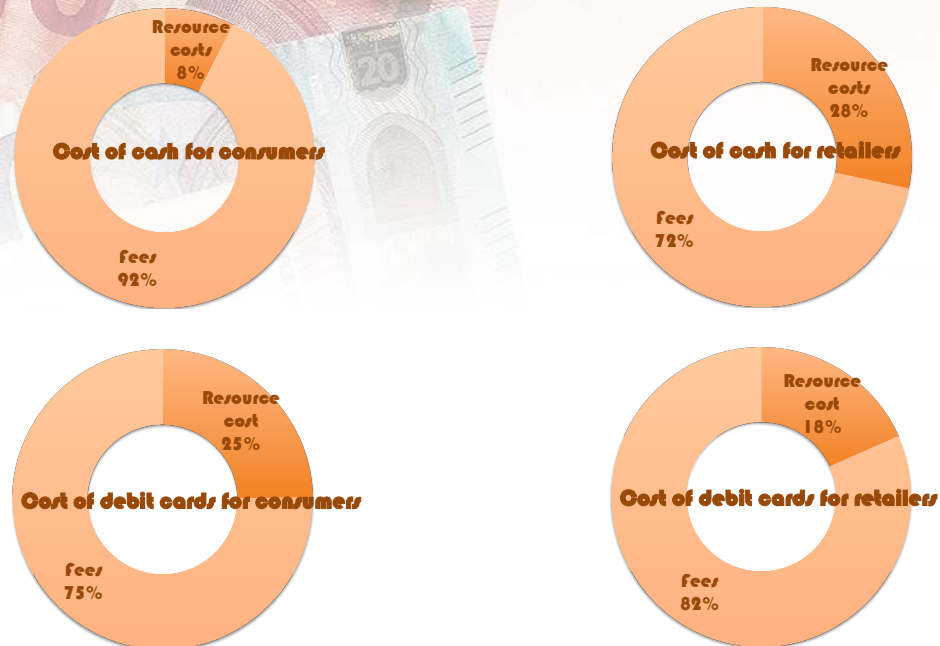 Resource
costs
8%
Cost of cash for consumers
Fees
92%
Resource
costs
28%
Cost of cash for retailers
Fees
72%
Resource
cost
25%
Cost of debit cards for consumers
Fees
75%
Resource
cost
18%
Cost of debit cards for retailers
Fees
82%
20